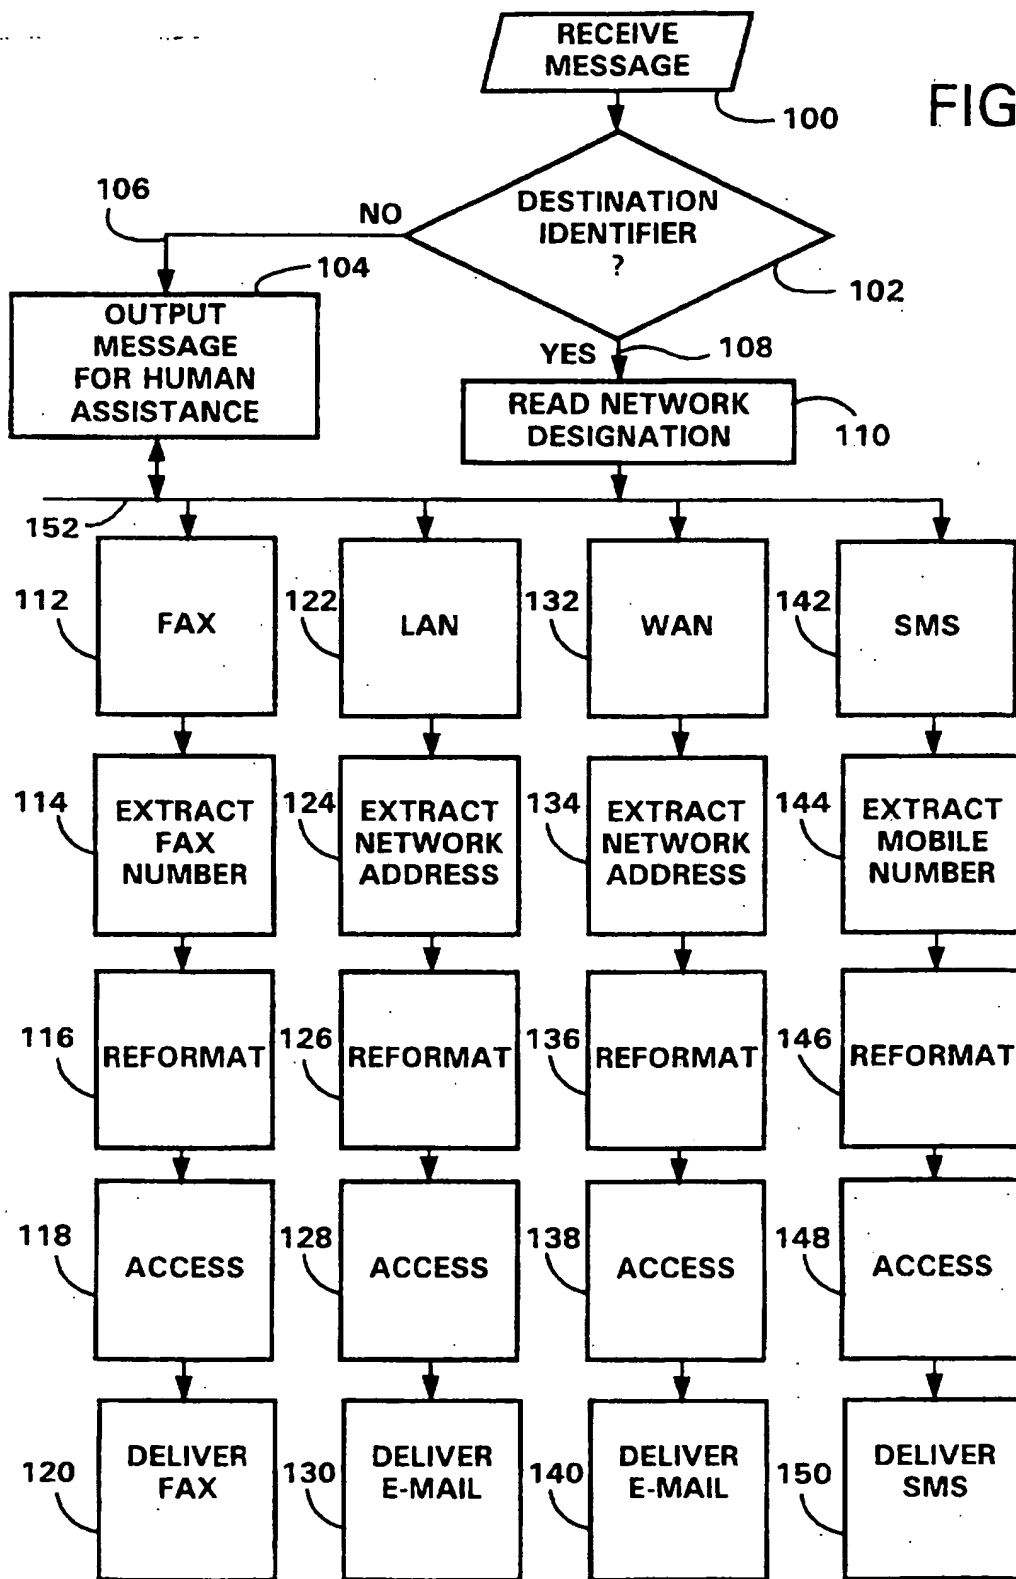 RECEIVE
MESSAGE
100
FIG
106
NO
DESTINATION
IDENTIFIER
?
104
102
OUTPUT
MESSAGE
FOR HUMAN
ASSISTANCE
YES
108
READ NETWORK
DESIGNATION
110
152
112
FAX
122
LAN
132
WAN
142
SMS
114
EXTRACT
FAX
NUMBER
124
EXTRACT
NETWORK
ADDRESS
134
EXTRACT
NETWORK
ADDRESS
144
EXTRACT
MOBILE
NUMBER
116
REFORMAT
126
REFORMAT
136
REFORMAT
146
REFORMAT
118
ACCESS
128
ACCESS
138
ACCESS
148
ACCESS
120
DELIVER
FAX
130
DELIVER
E-MAIL
140
DELIVER
E-MAIL
150
DELIVER
SMS